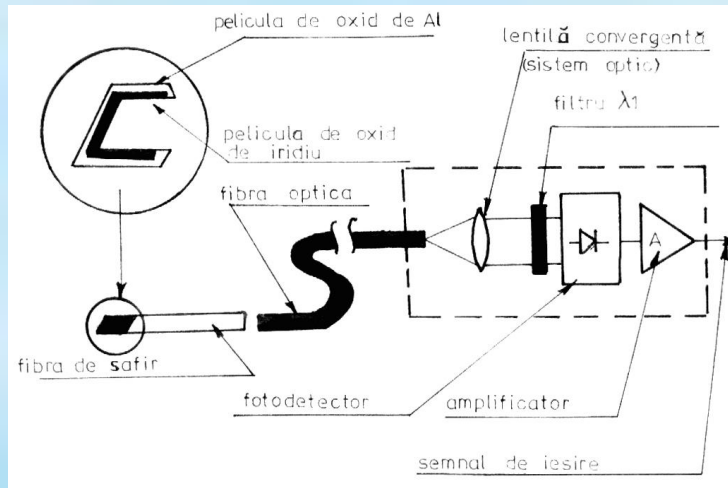 pelicula de oxid de Al
lentilă convergentă
(sistem optic)
filtru λ1
pelicula de oxid
de iridiu
fibra optica
A
fibra de safir
fotodetector
amplificator
semnal de iesire